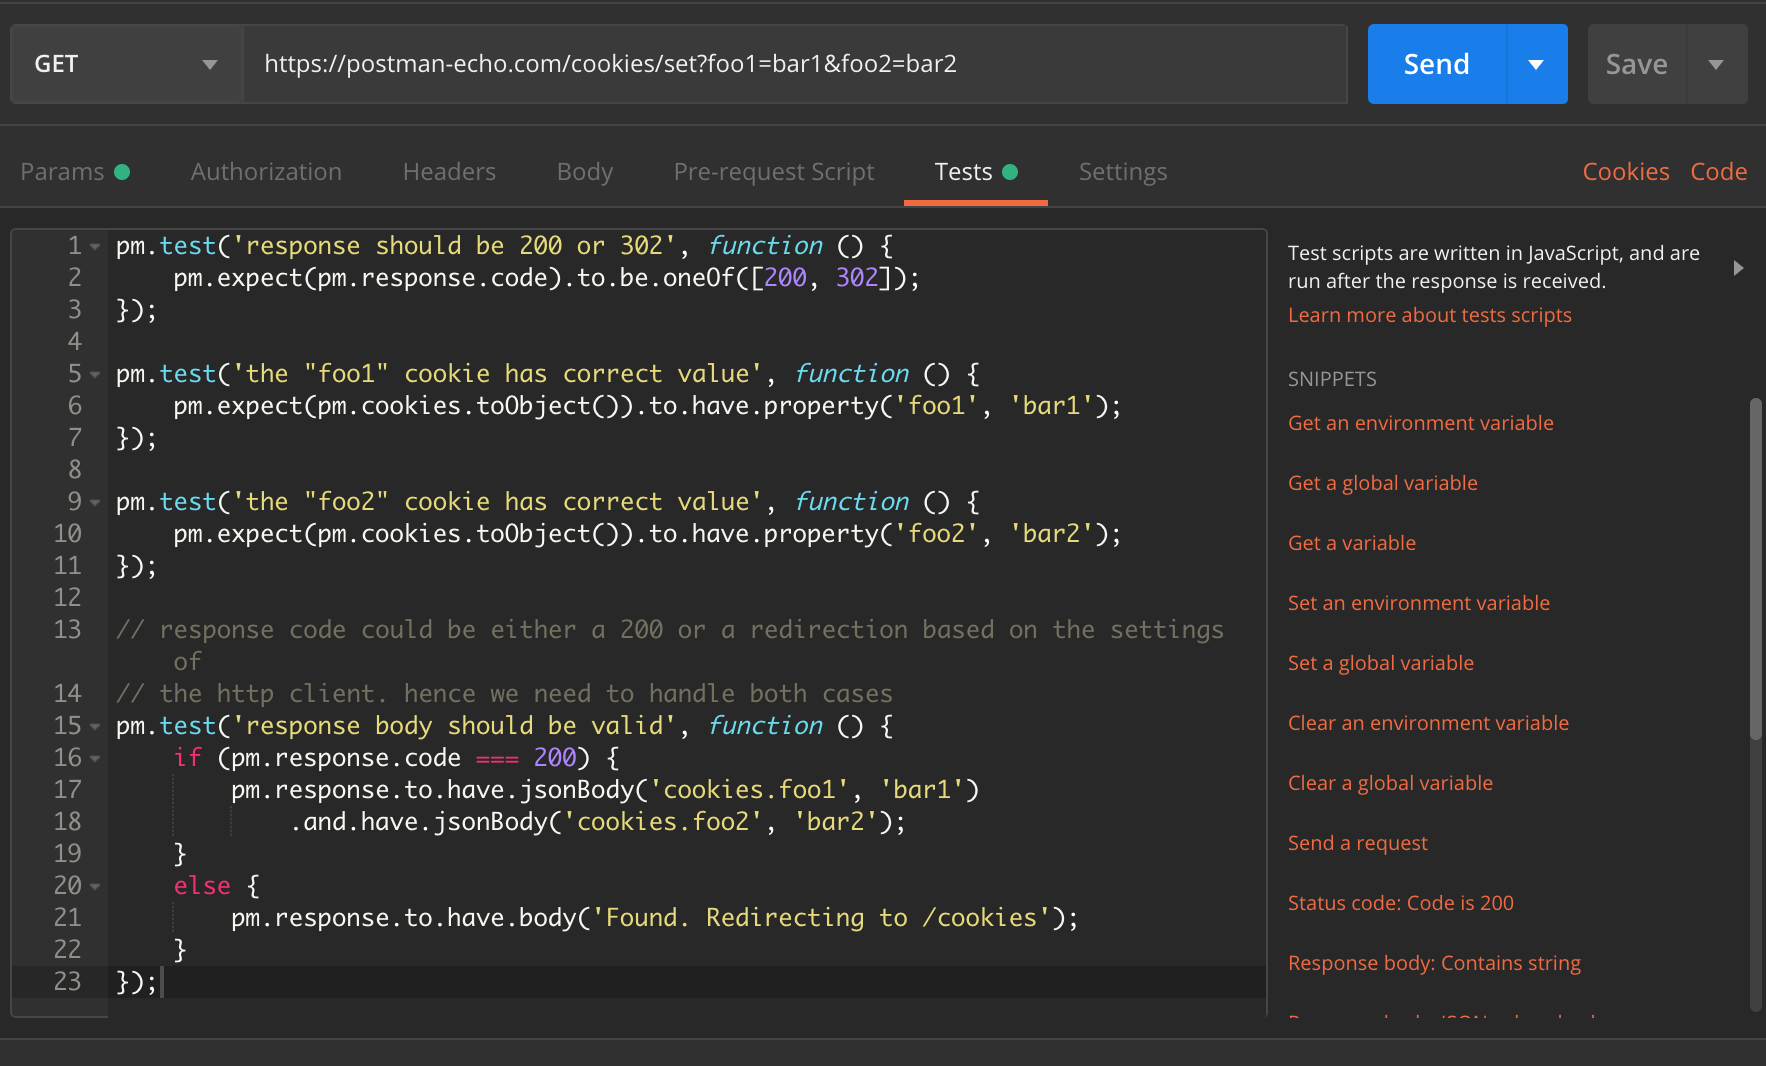 GET
https://postman-echo.com/cookies/set?foo1=bar1&foo2=bar2
Send
Save
Params
Authorization
Headers
Body
Pre-request Script
Tests
Settings
Cookies
Code
1 pm.test('response should be 200 or 302', function () {
2     pm.expect(pm.response.code).to.be.oneOf([200, 302]);
3 });
4
5 pm.test('the "foo1" cookie has correct value', function () {
6     pm.expect(pm.cookies.toObject()).to.have.property('foo1', 'bar1');
7 });
8
9 pm.test('the "foo2" cookie has correct value', function () {
10     pm.expect(pm.cookies.toObject()).to.have.property('foo2', 'bar2');
11 });
12
13 // response code could be either a 200 or a redirection based on the settings
of
14 // the http client. hence we need to handle both cases
15 pm.test('response body should be valid', function () {
16     if (pm.response.code === 200) {
17         pm.response.to.have.jsonBody('cookies.foo1', 'bar1')
18             .and.have.jsonBody('cookies.foo2', 'bar2');
19     }
20     else {
21         pm.response.to.have.body('Found. Redirecting to /cookies');
22     }
23 });
Test scripts are written in JavaScript, and are
run after the response is received.
Learn more about tests scripts
SNIPPETS
Get an environment variable
Get a global variable
Get a variable
Set an environment variable
Set a global variable
Clear an environment variable
Clear a global variable
Send a request
Status code: Code is 200
Response body: Contains string